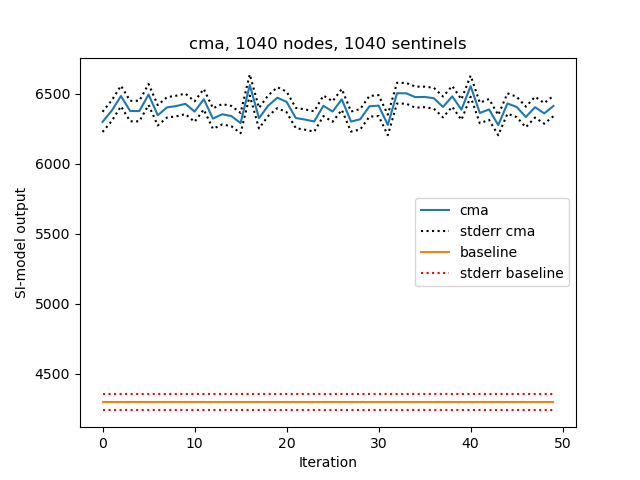 cma, 1040 nodes, 1040 sentinels
SI-model output
6500
6000
5500
5000
4500
cma
stderr cma
baseline
stderr baseline
0 10 20 30 40 50
Iteration